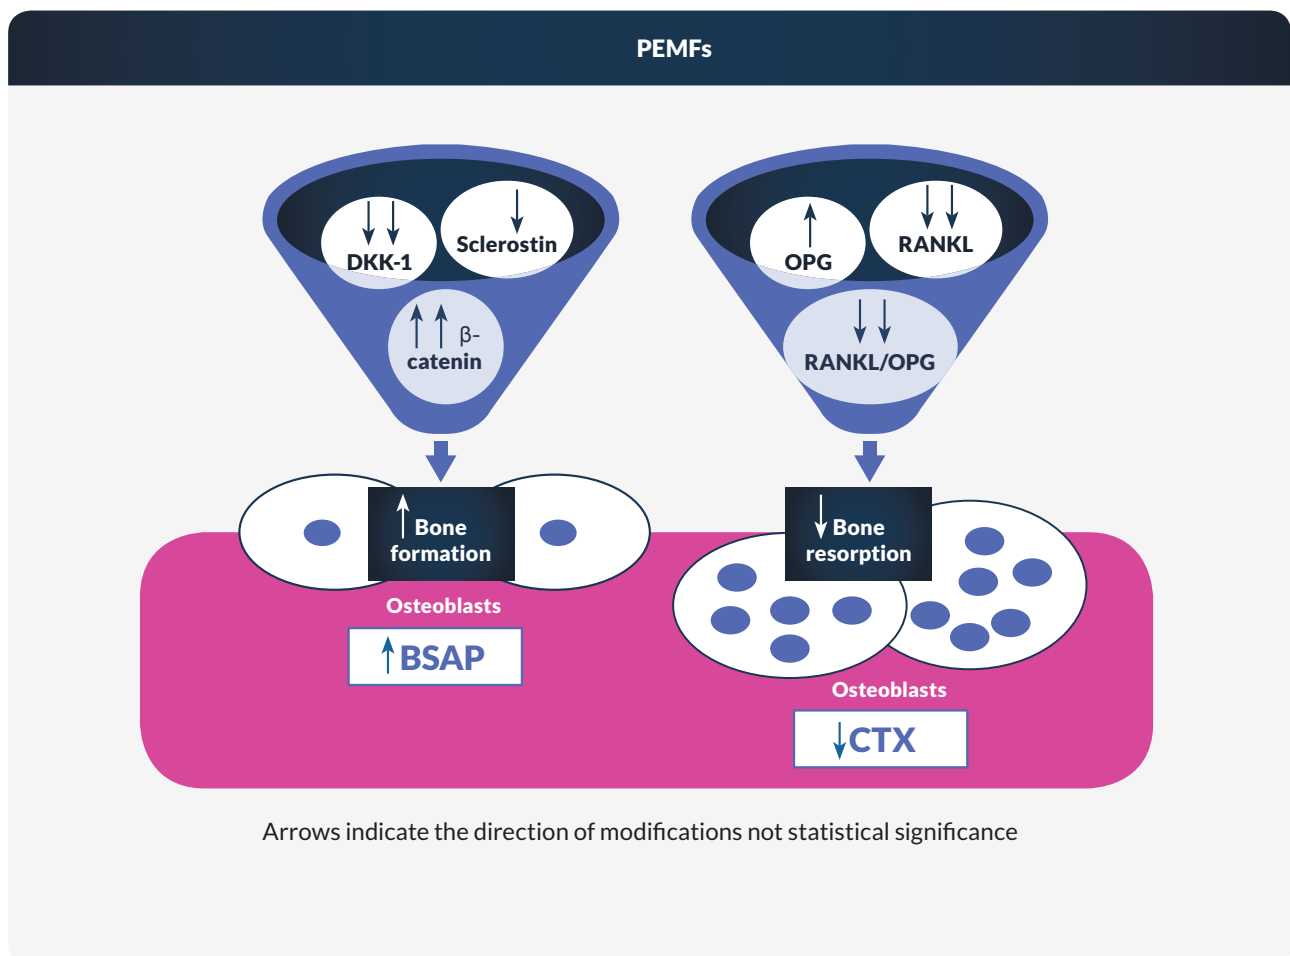 PEMFs
DKK-1
Sclerostin
β-
catenin
OPG
RANKL
RANKL/OPG
Bone
formation
Osteoblasts
BSAP
Bone
resorption
Osteoblasts
CTX
Arrows indicate the direction of modifications not statistical significance